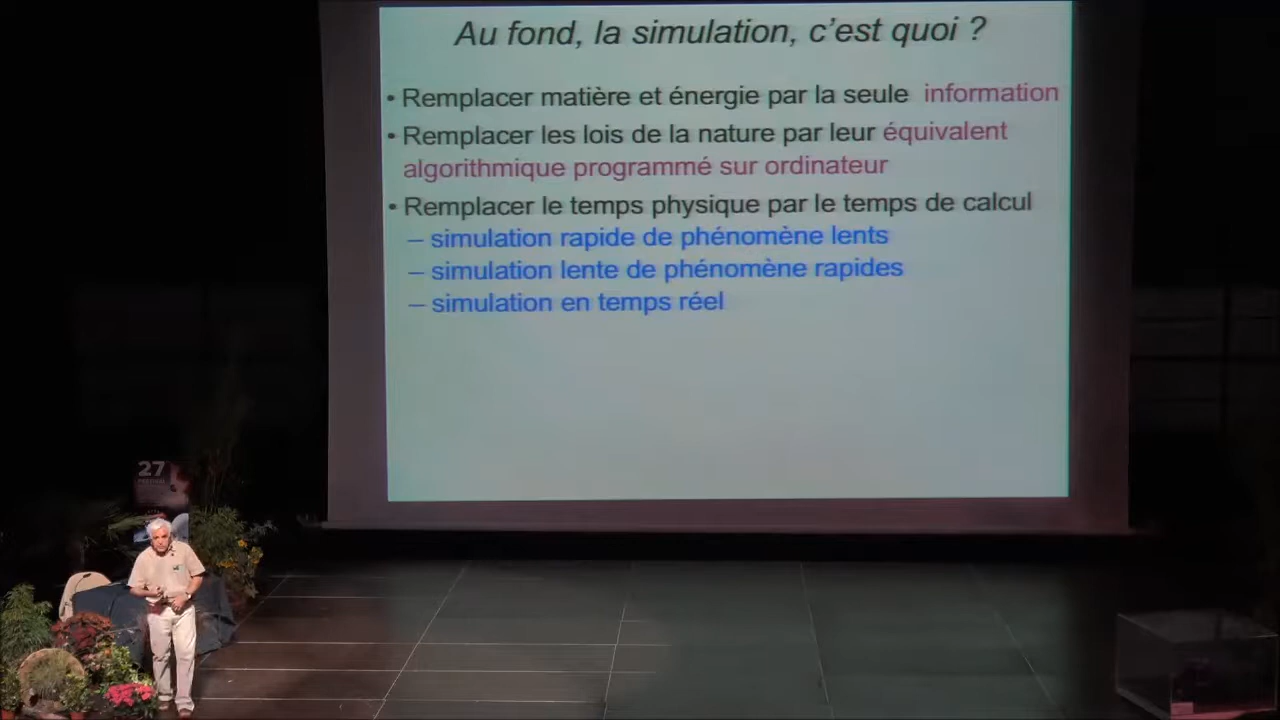 Au fond, la simulation, c'est quoi ?
• Remplacer matière et énergie par la seule information
• Remplacer les lois de la nature par leur équivalent
algorithmique programmé sur ordinateur
• Remplacer le temps physique par le temps de calcul
– simulation rapide de phénomène lents
– simulation lente de phénomène rapides
– simulation en temps réel
27